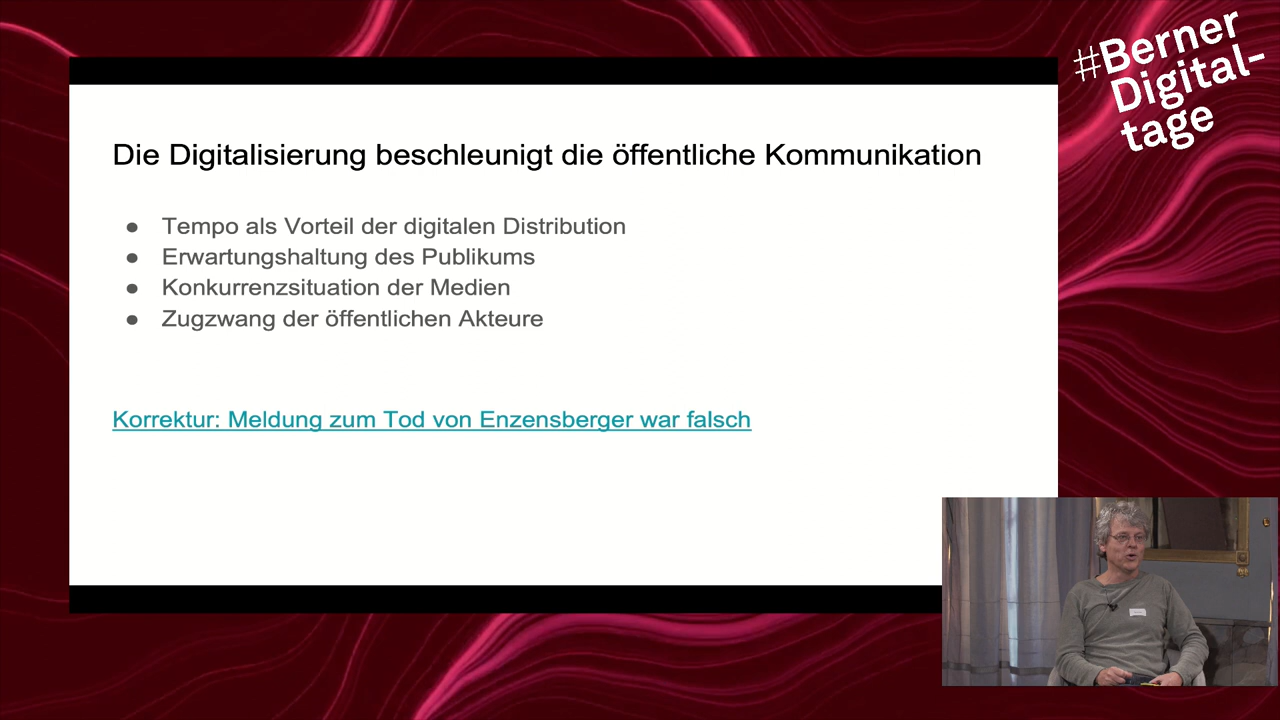 #Berner
Digital-
tage
Die Digitalisierung beschleunigt die öffentliche Kommunikation
● Tempo als Vorteil der digitalen Distribution
● Erwartungshaltung des Publikums
● Konkurrenzsituation der Medien
● Zugzwang der öffentlichen Akteure
Korrektur: Meldung zum Tod von Enzensberger war falsch